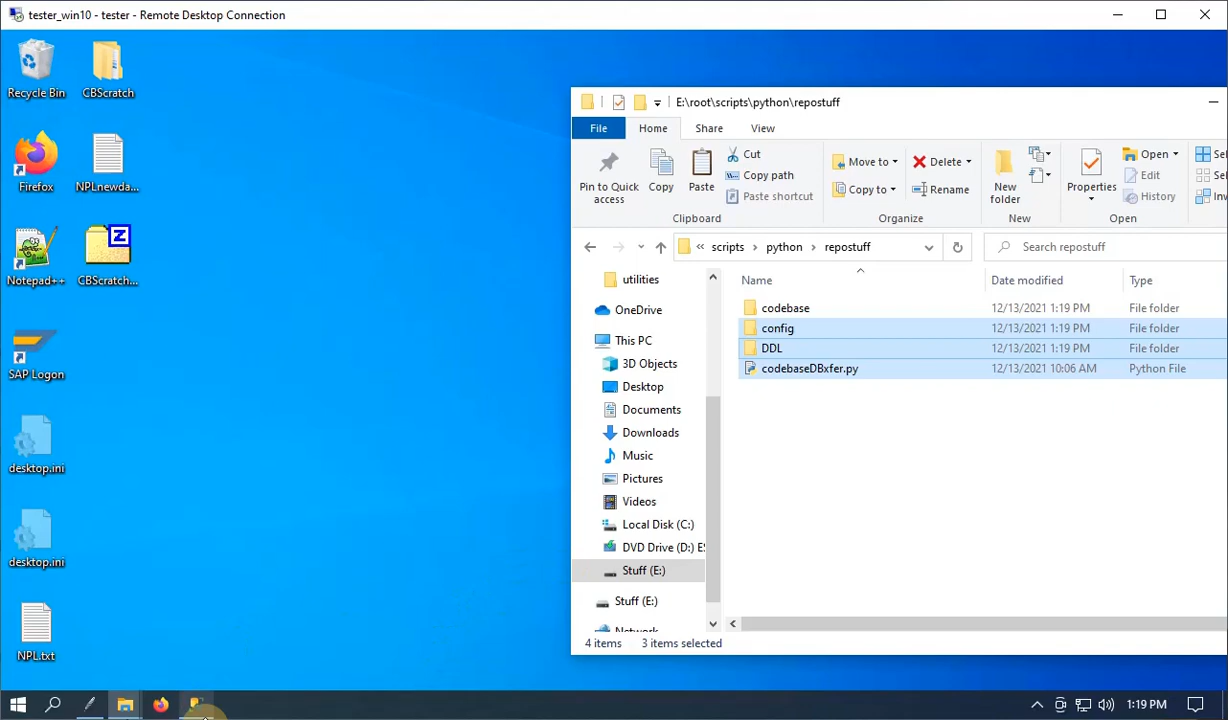 tester_win10 - tester - Remote Desktop Connection
Recycle Bin
CBScratch
Firefox
NPLnewda...
Notepad++
CBScratch...
SAP Logon
desktop.ini
desktop.ini
NPL.txt
E:\root\scripts\python\repostuff
File
Home
Share
View
Pin to Quick access
Copy
Paste
Cut
Copy path
Paste shortcut
Clipboard
Move to
Copy to
Delete
Rename
Organize
New folder
New
Properties
Open
Edit
History
Open
Sel
Se
Inv
« scripts > python > repostuff
Search repostuff
utilities
OneDrive
This PC
3D Objects
Desktop
Documents
Downloads
Music
Pictures
Videos
Local Disk (C:)
DVD Drive (D:) ES
Stuff (E:)
Stuff (E:)
Network
Name Date modified Type
codebase 12/13/2021 1:19 PM File folder
config 12/13/2021 1:19 PM File folder
DDL 12/13/2021 1:19 PM File folder
codebaseDBxfer.py 12/13/2021 10:06 AM Python File
4 items 3 items selected
1:19 PM